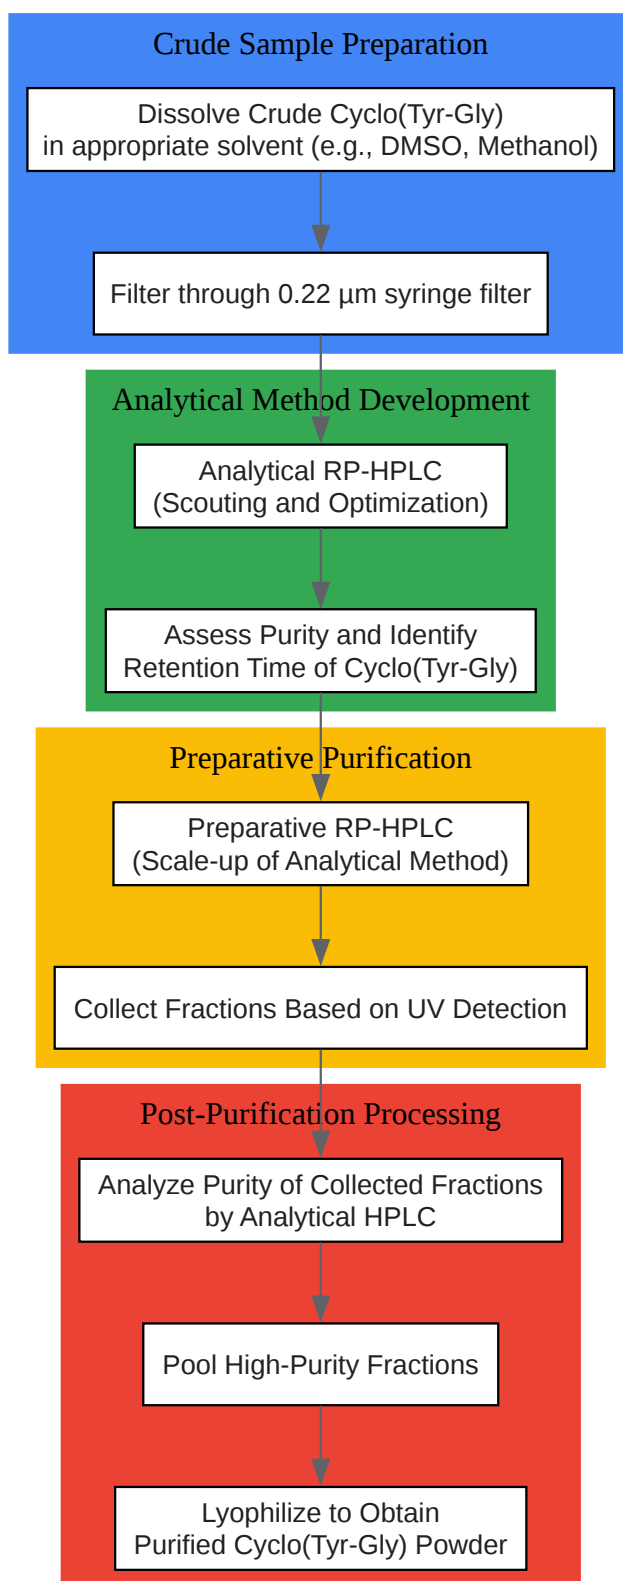 Crude Sample Preparation
Dissolve Crude Cyclo(Tyr-Gly)
in appropriate solvent (e.g., DMSO, Methanol)
Filter through 0.22 µm syringe filter
Analytical Method Development
Analytical RP-HPLC
(Scouting and Optimization)
Assess Purity and Identify
Retention Time of Cyclo(Tyr-Gly)
Preparative Purification
Preparative RP-HPLC
(Scale-up of Analytical Method)
Collect Fractions Based on UV Detection
Post-Purification Processing
Analyze Purity of Collected Fractions
by Analytical HPLC
Pool High-Purity Fractions
Lyophilize to Obtain
Purified Cyclo(Tyr-Gly) Powder